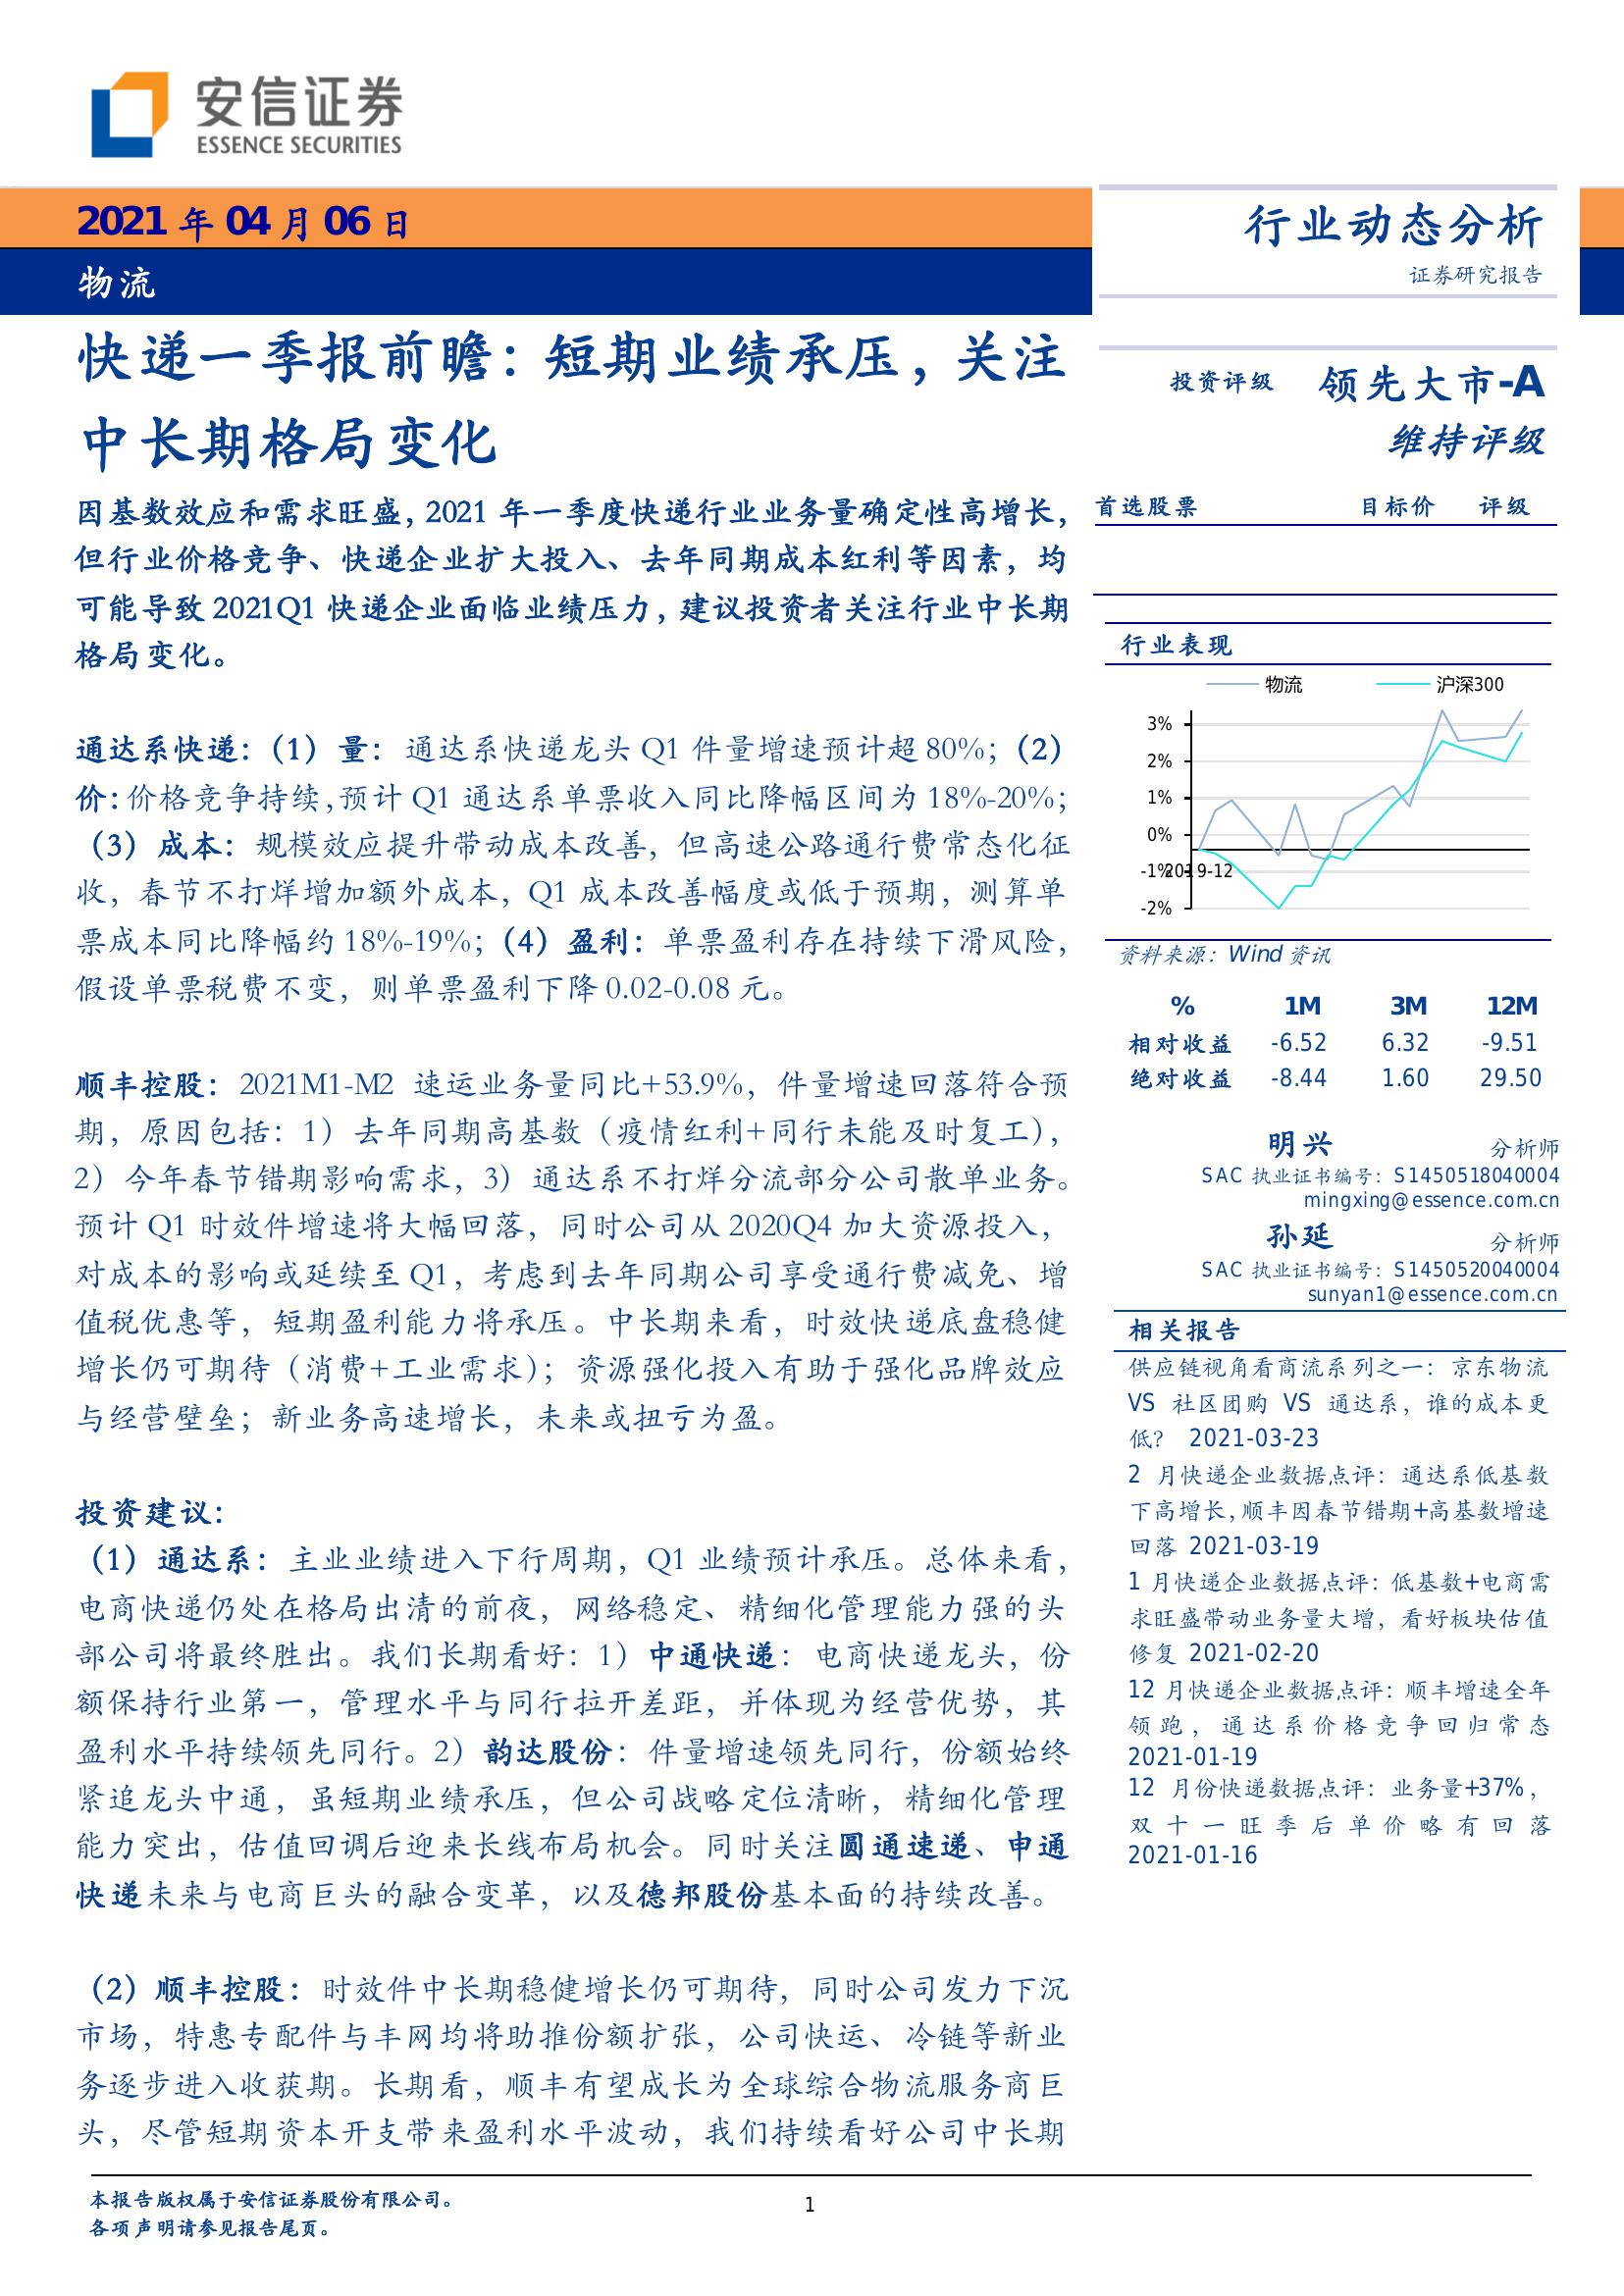 安信证券
ESSENCE SECURITIES
2021 年 04 月 06 日
物流
行业动态分析
证券研究报告
快递一季报前瞻：短期业绩承压，关注
中长期格局变化
因基数效应和需求旺盛，2021 年一季度快递行业业务量确定性高增长，
但行业价格竞争、快递企业扩大投入、去年同期成本红利等因素，均
可能导致 2021Q1 快递企业面临业绩压力，建议投资者关注行业中长期
格局变化。
通达系快递：（1）量：通达系快递龙头 Q1 件量增速预计超 80%；（2）
价：价格竞争持续，预计 Q1 通达系单票收入同比降幅区间为 18%-20%；
（3）成本：规模效应提升带动成本改善，但高速公路通行费常态化征
收，春节不打烊增加额外成本，Q1 成本改善幅度或低于预期，测算单
票成本同比降幅约 18%-19%；（4）盈利：单票盈利存在持续下滑风险，
假设单票税费不变，则单票盈利下降 0.02-0.08 元。
顺丰控股：2021M1-M2 速运业务量同比+53.9%，件量增速回落符合预
期，原因包括：1）去年同期高基数（疫情红利+同行未能及时复工），
2）今年春节错期影响需求，3）通达系不打烊分流部分公司散单业务。
预计 Q1 时效件增速将大幅回落，同时公司从 2020Q4 加大资源投入，
对成本的影响或延续至 Q1，考虑到去年同期公司享受通行费减免、增
值税优惠等，短期盈利能力将承压。中长期来看，时效快递底盘稳健
增长仍可期待（消费+工业需求）；资源强化投入有助于强化品牌效应
与经营壁垒；新业务高速增长，未来或扭亏为盈。
投资建议：
（1）通达系：主业业绩进入下行周期，Q1 业绩预计承压。总体来看，
电商快递仍处在格局出清的前夜，网络稳定、精细化管理能力强的头
部公司将最终胜出。我们长期看好：1）中通快递：电商快递龙头，份
额保持行业第一，管理水平与同行拉开差距，并体现为经营优势，其
盈利水平持续领先同行。2）韵达股份：件量增速领先同行，份额始终
紧追龙头中通，虽短期业绩承压，但公司战略定位清晰，精细化管理
能力突出，估值回调后迎来长线布局机会。同时关注圆通速递、申通
快递未来与电商巨头的融合变革，以及德邦股份基本面的持续改善。
（2）顺丰控股：时效件中长期稳健增长仍可期待，同时公司发力下沉
市场，特惠专配件与丰网均将助推份额扩张，公司快运、冷链等新业
务逐步进入收获期。长期看，顺丰有望成长为全球综合物流服务商巨
头，尽管短期资本开支带来盈利水平波动，我们持续看好公司中长期
投资评级 领先大市-A
维持评级
首选股票 目标价 评级
行业表现
物流 沪深300
3%
2%
1%
0%
-1%
2019-12
-2%
资料来源：Wind 资讯
% 1M 3M 12M
相对收益 -6.52 6.32 -9.51
绝对收益 -8.44 1.60 29.50
明兴 分析师
SAC 执业证书编号：S1450518040004
mingxing@essence.com.cn
孙延 分析师
SAC 执业证书编号：S1450520040004
sunyan1@essence.com.cn
相关报告
供应链视角看商流系列之一：京东物流
VS 社区团购 VS 通达系，谁的成本更
低？ 2021-03-23
2 月快递企业数据点评：通达系低基数
下高增长，顺丰因春节错期+高基数增速
回落 2021-03-19
1 月快递企业数据点评：低基数+电商需
求旺盛带动业务量大增，看好板块估值
修复 2021-02-20
12 月快递企业数据点评：顺丰增速全年
领跑，通达系价格竞争回归常态
2021-01-19
12 月份快递数据点评：业务量+37%，
双十一旺季后单价略有回落
2021-01-16
本报告版权属于安信证券股份有限公司。
各项声明请参见报告尾页。
1